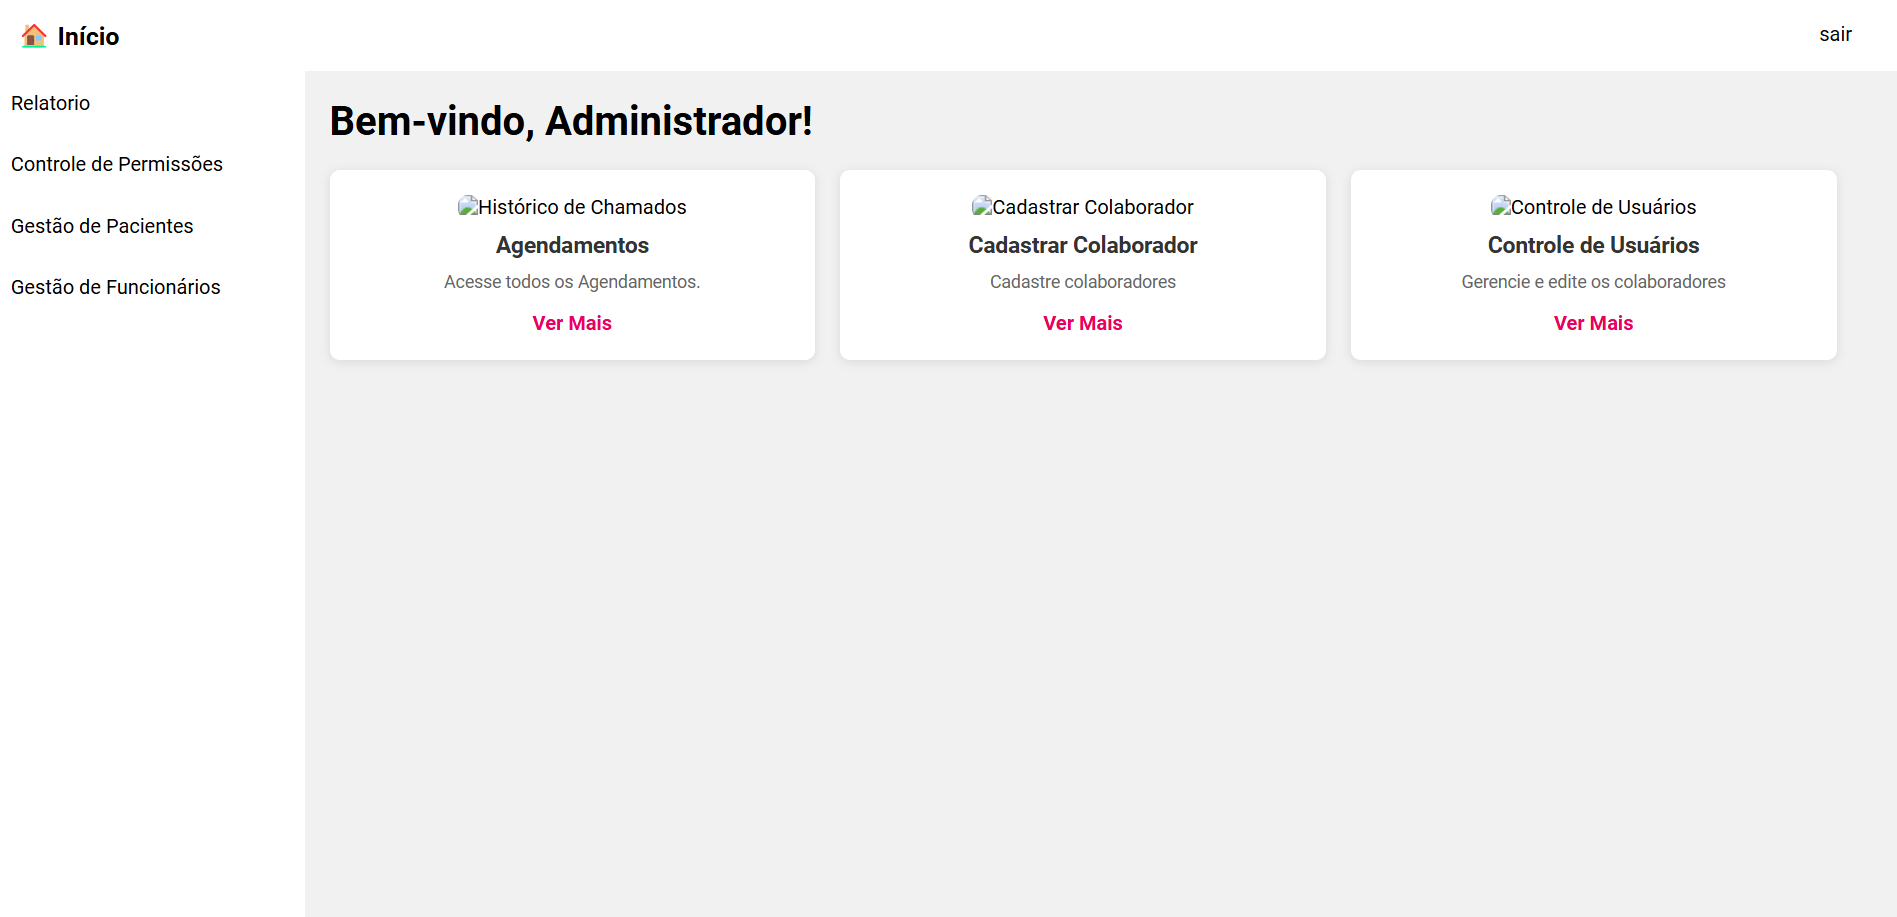 Início
sair
Relatorio
Controle de Permissões
Gestão de Pacientes
Gestão de Funcionários
Bem-vindo, Administrador!
Histórico de Chamados
Agendamentos
Acesse todos os Agendamentos.
Ver Mais
Cadastrar Colaborador
Cadastrar Colaborador
Cadastre colaboradores
Ver Mais
Controle de Usuários
Controle de Usuários
Gerencie e edite os colaboradores
Ver Mais